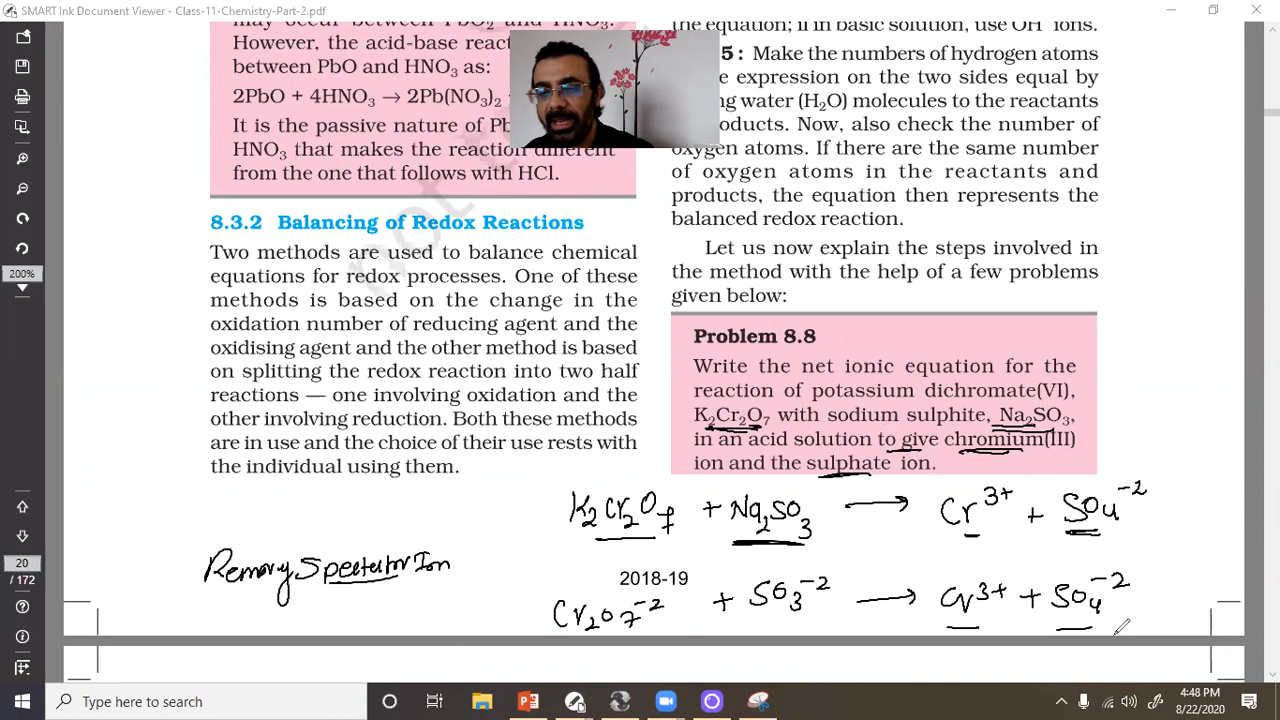 SMART Ink Document Viewer - Class-11-Chemistry-Part-2.pdf
However, the acid-base reac
between PbO and HNO3 as:
2PbO + 4HNO3 → 2Pb(NO3)2
It is the passive nature of Pb
HNO3 that makes the reaction different
from the one that follows with HCl.
8.3.2 Balancing of Redox Reactions
Two methods are used to balance chemical
equations for redox processes. One of these
methods is based on the change in the
oxidation number of reducing agent and the
oxidising agent and the other method is based
on splitting the redox reaction into two half
reactions — one involving oxidation and the
other involving reduction. Both these methods
are in use and the choice of their use rests with
the individual using them.
the equation; if in basic solution, use OH⁻ ions.
5 : Make the numbers of hydrogen atoms
expression on the two sides equal by
water (H2O) molecules to the reactants
oducts. Now, also check the number of
oxygen atoms. If there are the same number
of oxygen atoms in the reactants and
products, the equation then represents the
balanced redox reaction.
Let us now explain the steps involved in
the method with the help of a few problems
given below:
Problem 8.8
Write the net ionic equation for the
reaction of potassium dichromate(VI),
K2Cr2O7 with sodium sulphite, Na2SO3,
in an acid solution to give chromium(III)
ion and the sulphate ion.
K2Cr2O7 + Na2SO3 → Cr3+ + SO4-2
Spectator Ion
2018-19
Cr2O7-2 + SO3-2 → Cr3+ + SO4-2
not
200%
20
/ 172
Type here to search
4:48 PM
8/22/2020